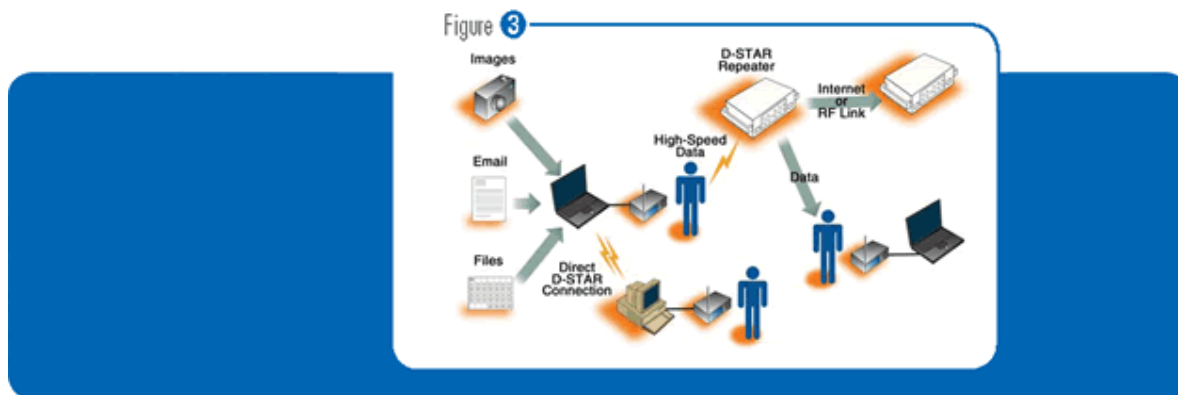 Figure 3
Images
D-STAR
Repeater
Internet
or
RF Link
High-Speed
Data
Email
Data
Files
Direct
D-STAR
Connection